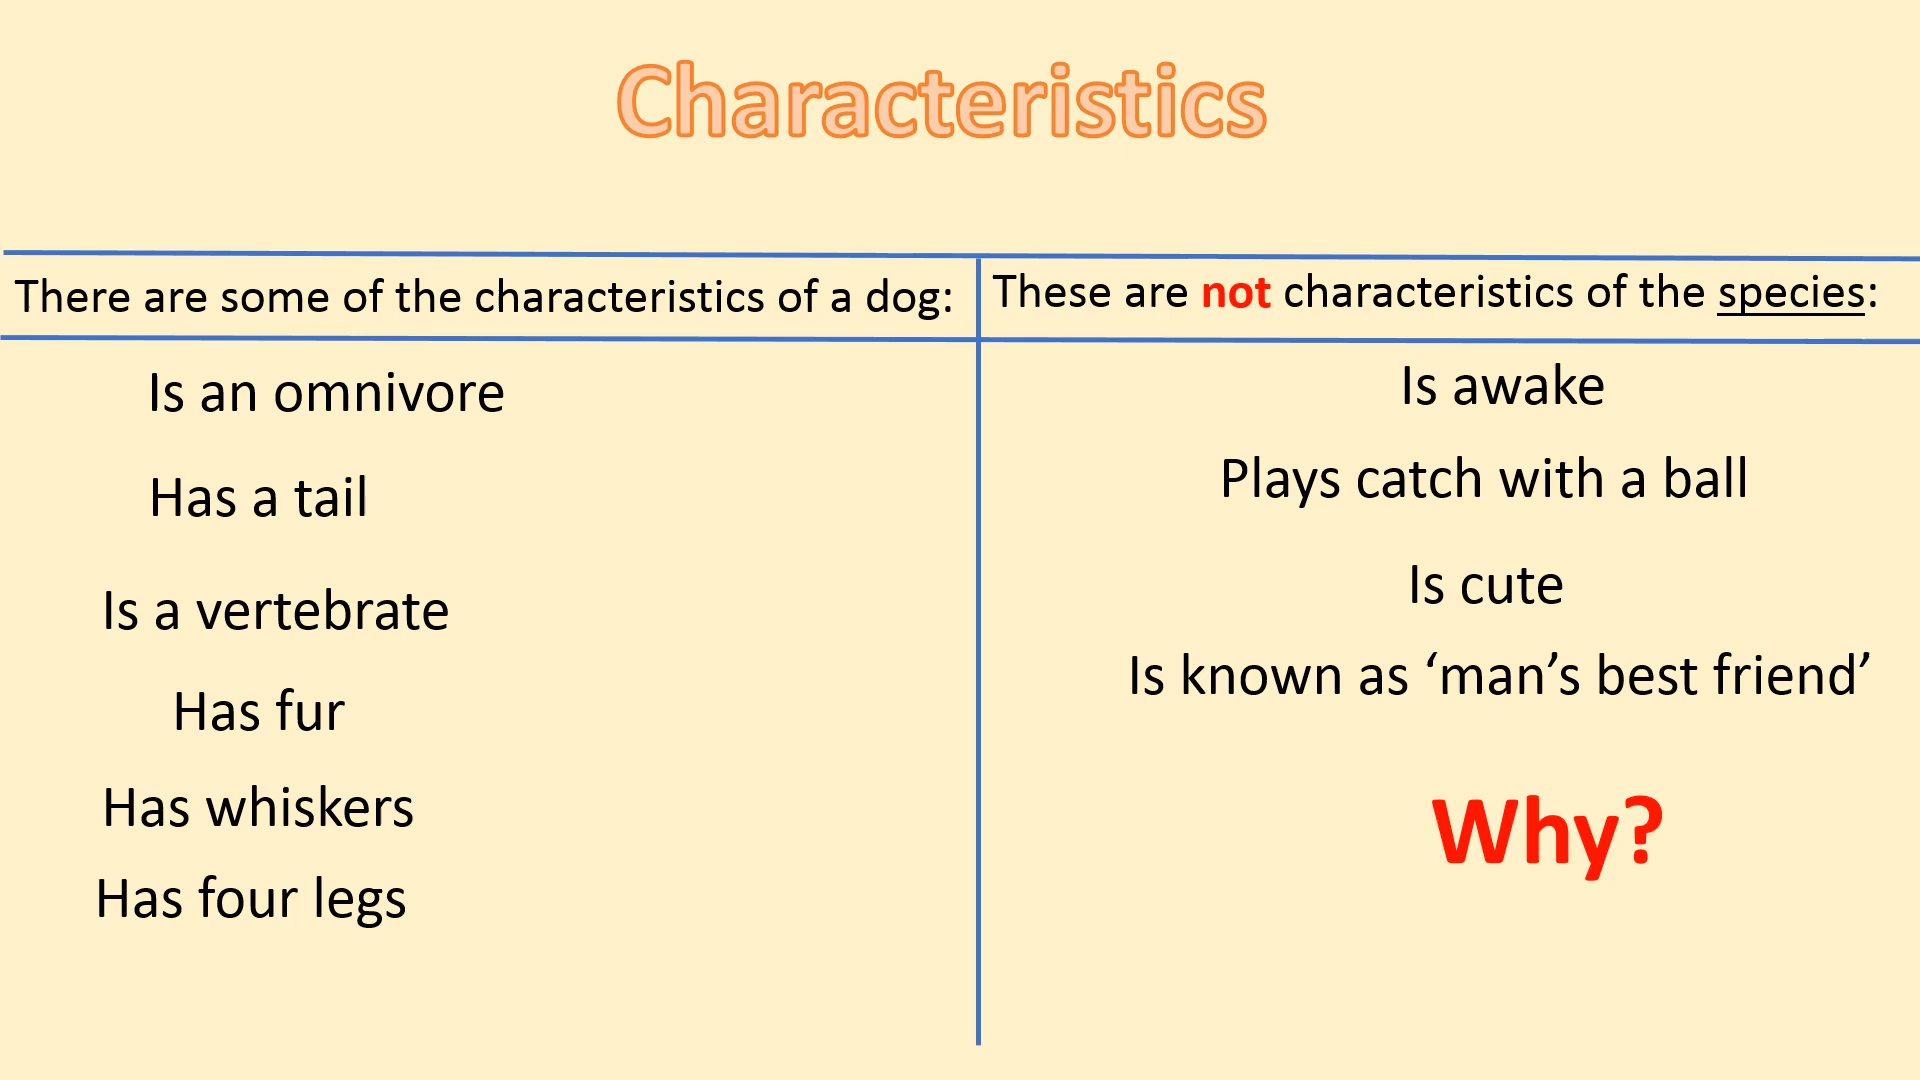 Characteristics
There are some of the characteristics of a dog:
Is an omnivore
Has a tail
Is a vertebrate
Has fur
Has whiskers
Has four legs
These are not characteristics of the species:
Is awake
Plays catch with a ball
Is cute
Is known as ‘man’s best friend’
Why?